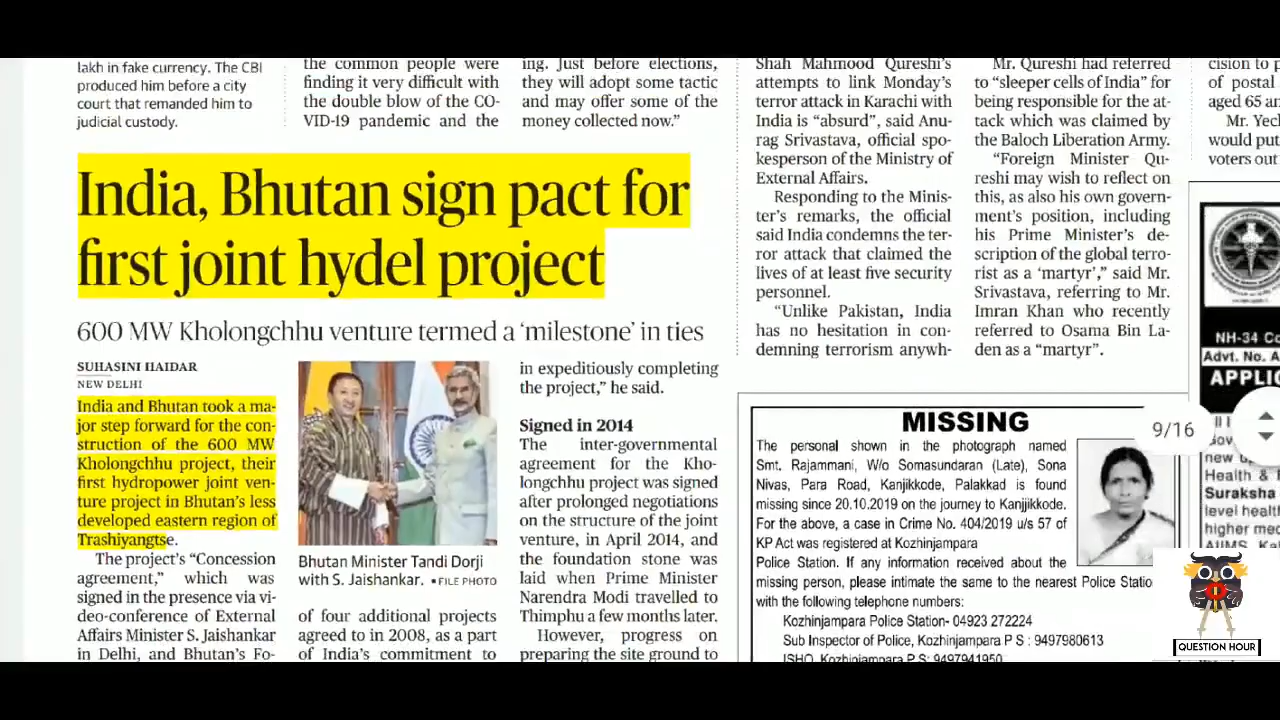 lakh in fake currency. The CBI
produced him before a city
court that remanded him to
judicial custody.
the common people were
finding it very difficult with
the double blow of the CO-
VID-19 pandemic and the
ing. Just before elections,
they will adopt some tactic
and may offer some of the
money collected now.”
India, Bhutan sign pact for
first joint hydel project
600 MW Kholongchhu venture termed a ‘milestone’ in ties
SUHASINI HAIDAR
NEW DELHI
India and Bhutan took a ma-
jor step forward for the con-
struction of the 600 MW
Kholongchhu project, their
first hydropower joint ven-
ture project in Bhutan’s less
developed eastern region of
Trashiyangtse.
The project’s “Concession
agreement,” which was
signed in the presence via vi-
deo-conference of External
Affairs Minister S. Jaishankar
in Delhi, and Bhutan’s Fo-
Bhutan Minister Tandi Dorji
with S. Jaishankar. ▪FILE PHOTO
of four additional projects
agreed to in 2008, as a part
of India’s commitment to
in expeditiously completing
the project,” he said.
Signed in 2014
The inter-governmental
agreement for the Kho-
longchhu project was signed
after prolonged negotiations
on the structure of the joint
venture, in April 2014, and
the foundation stone was
laid when Prime Minister
Narendra Modi travelled to
Thimphu a few months later.
However, progress on
preparing the site ground to
Shah Mahmood Qureshi’s
attempts to link Monday’s
terror attack in Karachi with
India is “absurd”, said Anu-
rag Srivastava, official spo-
kesperson of the Ministry of
External Affairs.
Responding to the Minis-
ter’s remarks, the official
said India condemns the ter-
ror attack that claimed the
lives of at least five security
personnel.
“Unlike Pakistan, India
has no hesitation in con-
demning terrorism anywh-
Mr. Qureshi had referred
to “sleeper cells of India” for
being responsible for the at-
tack which was claimed by
the Baloch Liberation Army.
“Foreign Minister Qu-
reshi may wish to reflect on
this, as also his own govern-
ment’s position, including
his Prime Minister’s de-
scription of the global terro-
rist as a ‘martyr’,” said Mr.
Srivastava, referring to Mr.
Imran Khan who recently
referred to Osama Bin La-
den as a “martyr”.
cision to p
of postal
aged 65 an
Mr. Yech
would put
voters out
MISSING
The personal shown in the photograph named
Smt. Rajammani, W/o Somasundaran (Late), Sona
Nivas, Para Road, Kanjikkode, Palakkad is found
missing since 20.10.2019 on the journey to Kanjijkkode.
For the above, a case in Crime No. 404/2019 u/s 57 of
KP Act was registered at Kozhinjampara
Police Station. If any information received about the
missing person, please intimate the same to the nearest Police Statio
with the following telephone numbers:
Kozhinjampara Police Station- 04923 272224
Sub Inspector of Police, Kozhinjampara P S : 9497980613
ISHO, Kozhinjampara P S: 9497941950
NH-34 Co
Advt. No. A
APPLIC
9/16
Health &
Suraksha
level healt
higher med
QUESTION HOUR